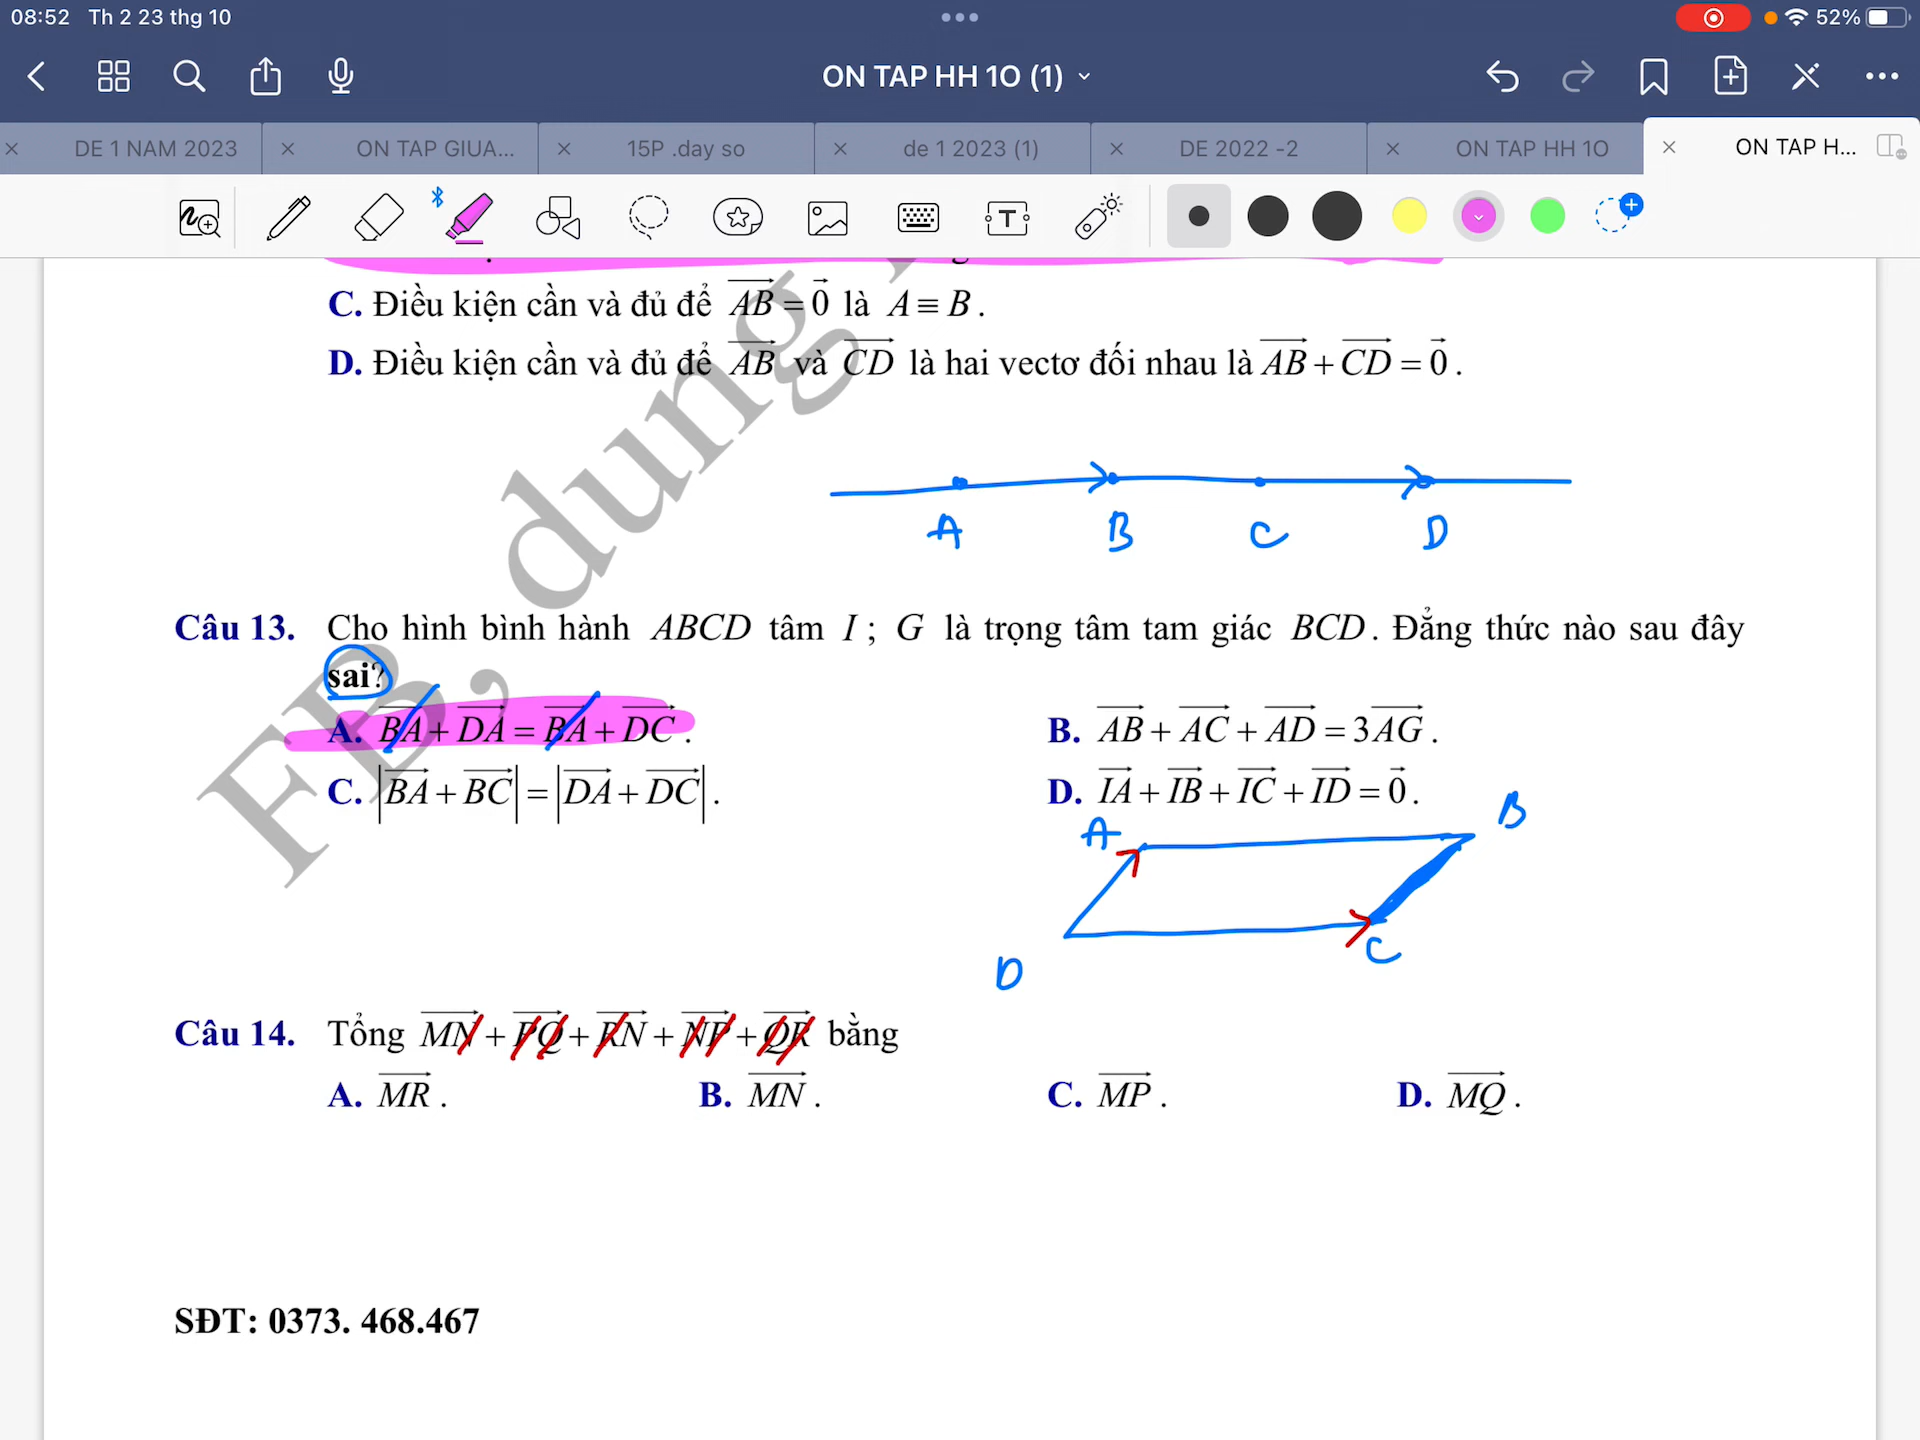 08:52 Th 2 23 thg 10
52%
ON TAP HH 1O (1)
DE 1 NAM 2023
ON TAP GIUA...
15P .day so
de 1 2023 (1)
DE 2022 -2
ON TAP HH 1O
ON TAP H...
C. Điều kiện cần và đủ để $\overrightarrow{AB} = \vec{0}$ là $A \equiv B$.
D. Điều kiện cần và đủ để $\overrightarrow{AB}$ và $\overrightarrow{CD}$ là hai vectơ đối nhau là $\overrightarrow{AB} + \overrightarrow{CD} = \vec{0}$.
A B C D
Câu 13. Cho hình bình hành ABCD tâm I ; G là trọng tâm tam giác BCD. Đẳng thức nào sau đây
sai?
A. $\overrightarrow{BA} + \overrightarrow{DA} = \overrightarrow{BA} + \overrightarrow{DC}$.
B. $\overrightarrow{AB} + \overrightarrow{AC} + \overrightarrow{AD} = 3\overrightarrow{AG}$.
C. $|\overrightarrow{BA} + \overrightarrow{BC}| = |\overrightarrow{DA} + \overrightarrow{DC}|$.
D. $\overrightarrow{IA} + \overrightarrow{IB} + \overrightarrow{IC} + \overrightarrow{ID} = \vec{0}$.
A B
D C
Câu 14. Tổng $\overrightarrow{MN} + \overrightarrow{PQ} + \overrightarrow{RN} + \overrightarrow{NP} + \overrightarrow{QR}$ bằng
A. $\overrightarrow{MR}$.
B. $\overrightarrow{MN}$.
C. $\overrightarrow{MP}$.
D. $\overrightarrow{MQ}$.
SĐT: 0373. 468.467
FB, dung